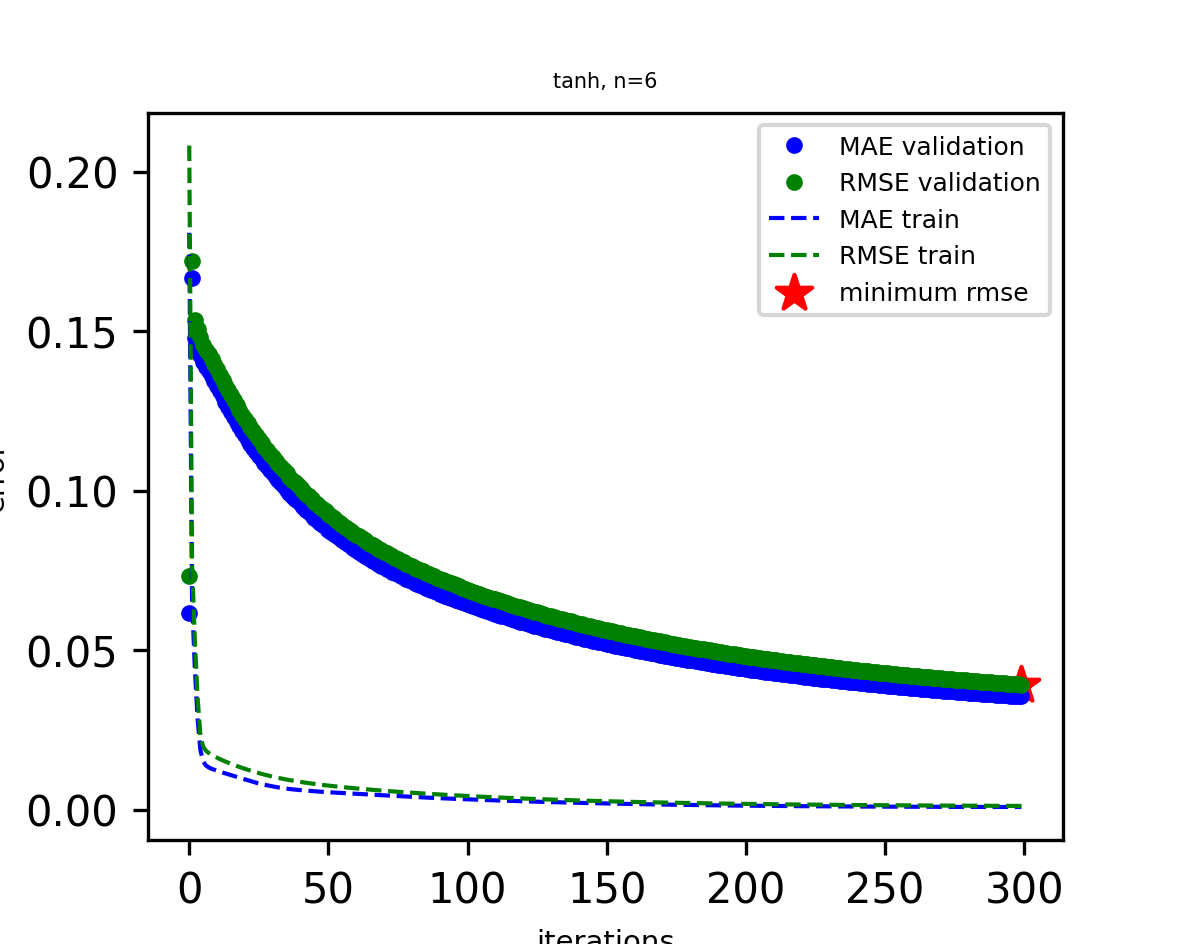 tanh, n=6
MAE validation
RMSE validation
MAE train
RMSE train
minimum rmse
0.20
0.15
0.10
0.05
0.00
0 50 100 150 200 250 300
iterations